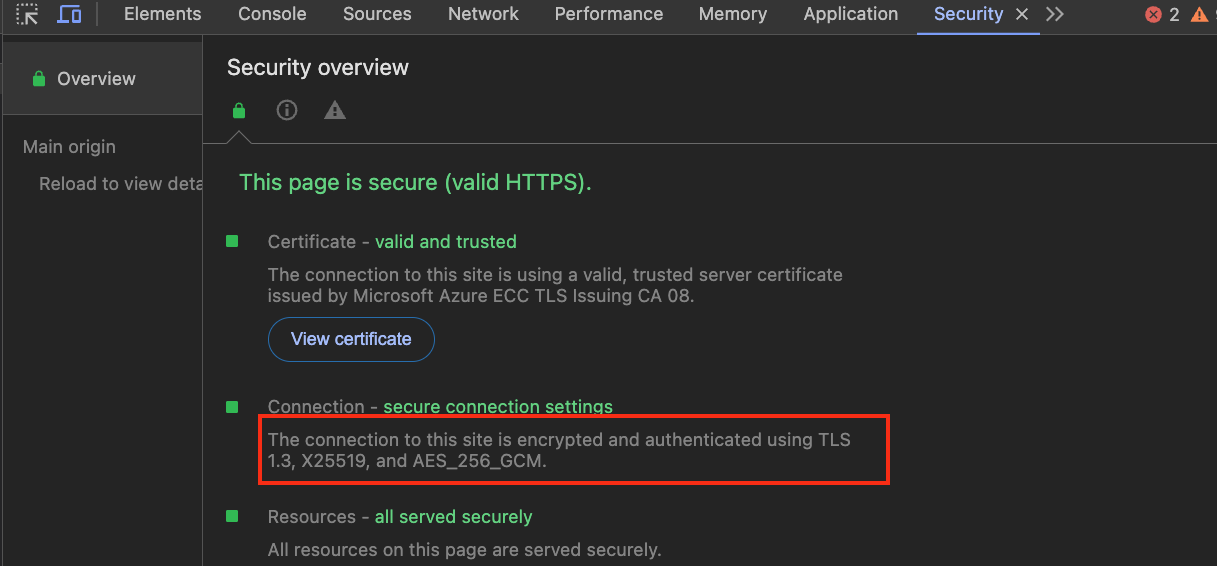 Elements Console Sources Network Performance Memory Application Security 2
Overview
Security overview
Main origin
Reload to view deta
This page is secure (valid HTTPS).
Certificate - valid and trusted
The connection to this site is using a valid, trusted server certificate
issued by Microsoft Azure ECC TLS Issuing CA 08.
View certificate
Connection - secure connection settings
The connection to this site is encrypted and authenticated using TLS
1.3, X25519, and AES_256_GCM.
Resources - all served securely
All resources on this page are served securely.